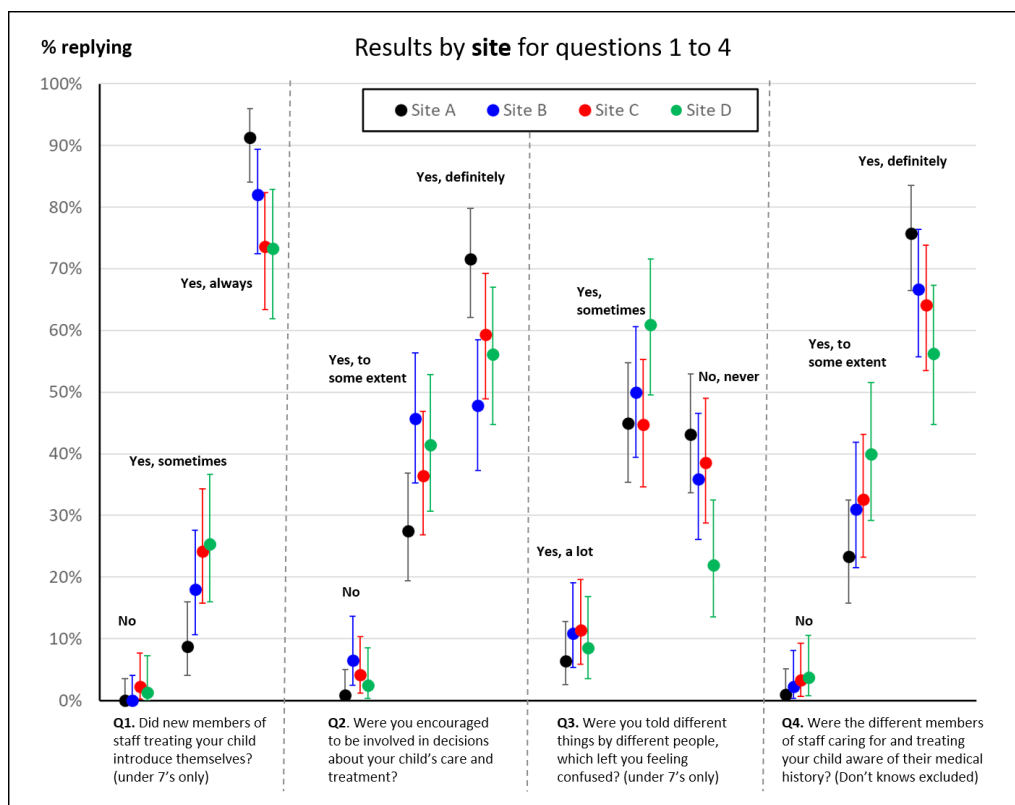 % replying
Results by site for questions 1 to 4
100%
90%
80%
70%
60%
50%
40%
30%
20%
10%
0%
Site A
Site B
Site C
Site D
No
Yes, sometimes
Yes, always
No
Yes, to
some extent
Yes, definitely
Yes, a lot
Yes,
sometimes
No, never
No
Yes, to
some extent
Yes, definitely
Q1. Did new members of
staff treating your child
introduce themselves?
(under 7's only)
Q2. Were you encouraged
to be involved in decisions
about your child's care and
treatment?
Q3. Were you told different
things by different people,
which left you feeling
confused? (under 7's only)
Q4. Were the different members
of staff caring for and treating
your child aware of their medical
history? (Don't knows excluded)